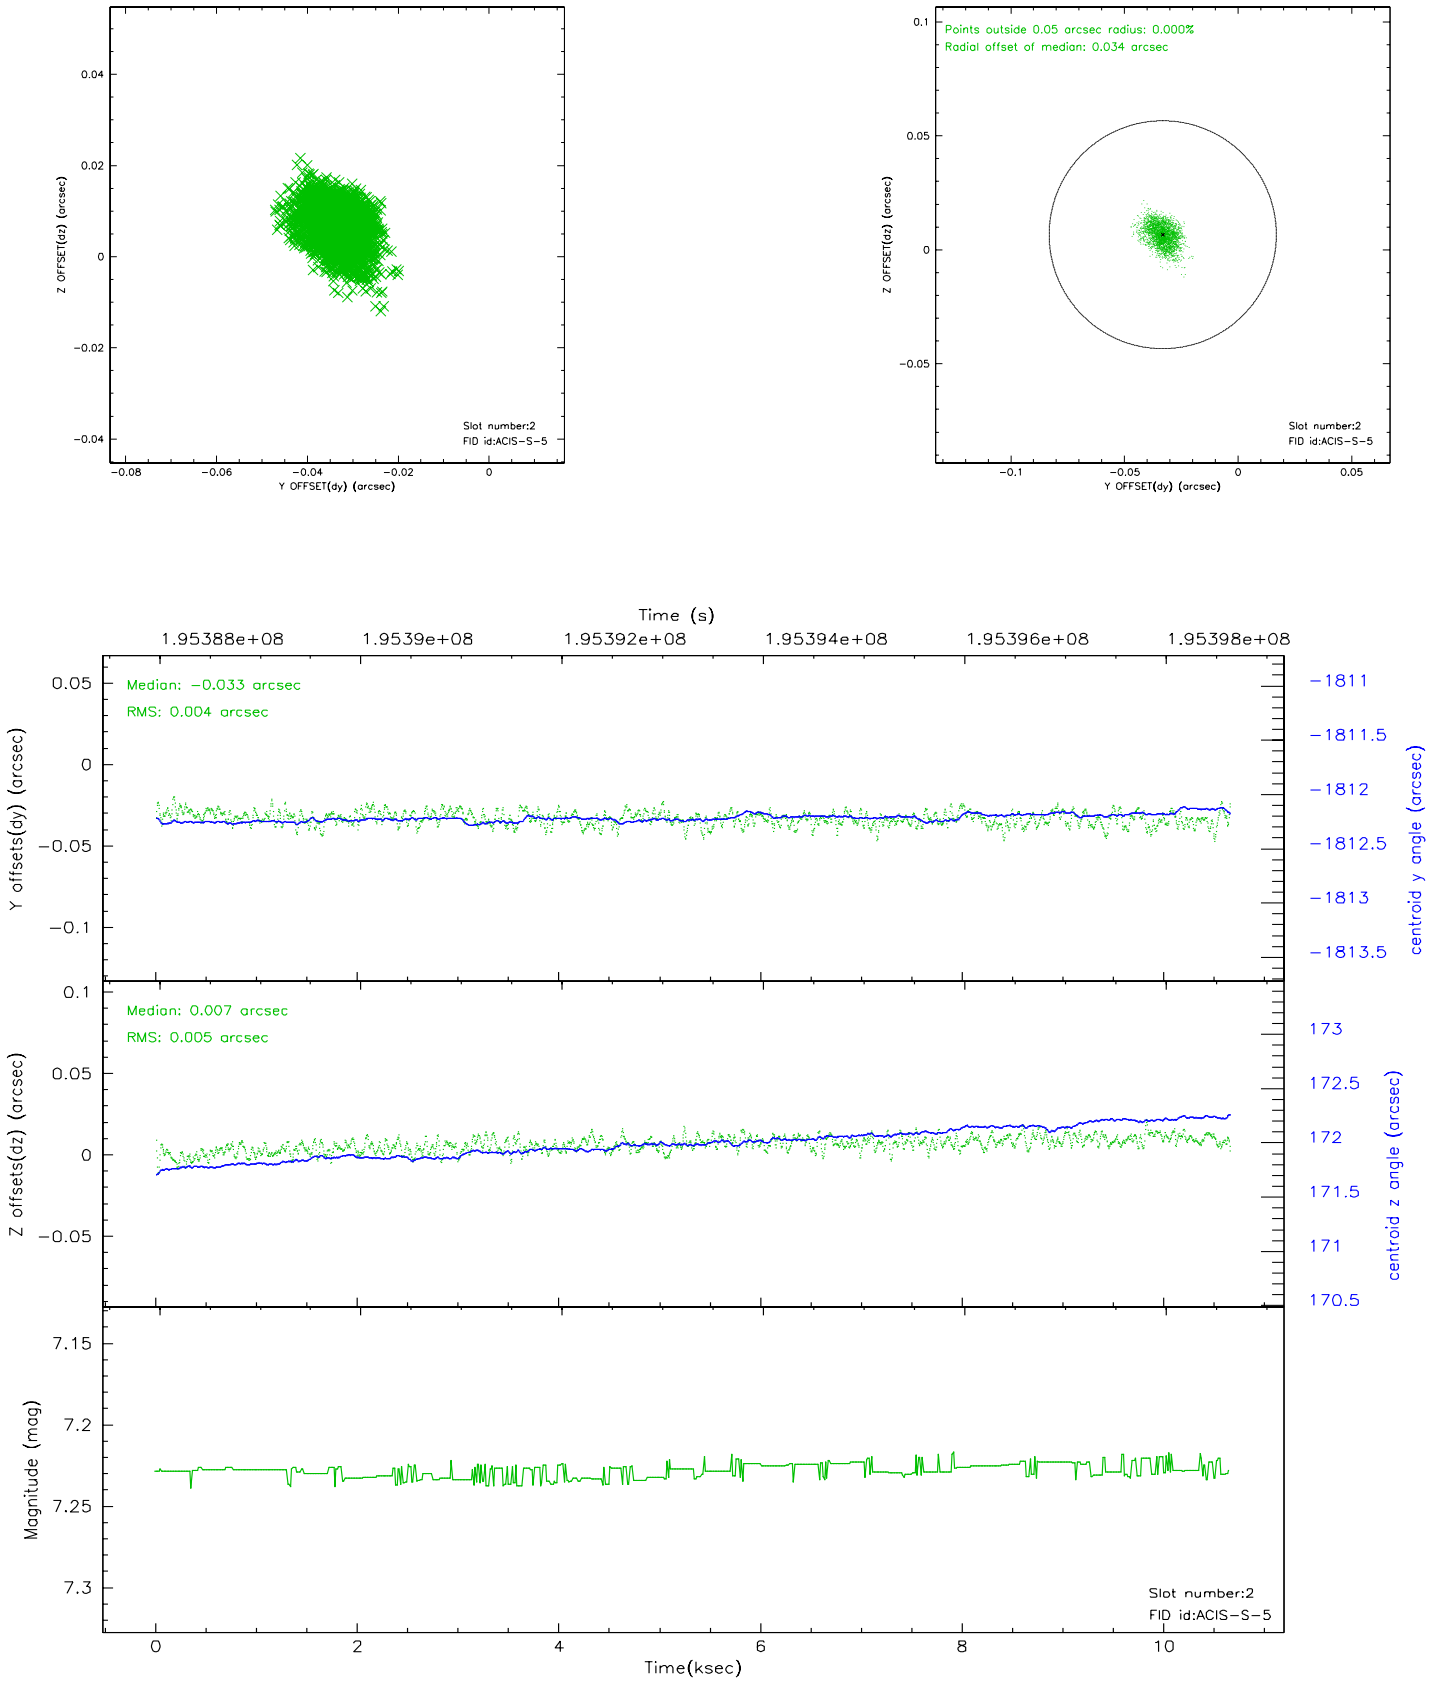 0.04
0.02
0
−0.02
−0.04
Z OFFSET(dz) (arcsec)
Slot number:2
FID id:ACIS−S−5
−0.08 −0.06 −0.04 −0.02 0
Y OFFSET(dy) (arcsec)
Points outside 0.05 arcsec radius: 0.000%
Radial offset of median: 0.034 arcsec
0.1
0.05
0
−0.05
Z OFFSET(dz) (arcsec)
Slot number:2
FID id:ACIS−S−5
−0.1 −0.05 0 0.05
Y OFFSET(dy) (arcsec)
Time (s)
1.95388e+08 1.9539e+08 1.95392e+08 1.95394e+08 1.95396e+08 1.95398e+08
Median: −0.033 arcsec
RMS: 0.004 arcsec
0.05
0
−0.05
−0.1
Y offsets(dy) (arcsec)
−1811
−1811.5
−1812
−1812.5
−1813
−1813.5
centroid y angle (arcsec)
Median: 0.007 arcsec
RMS: 0.005 arcsec
0.1
0.05
0
−0.05
Z offsets(dz) (arcsec)
173
172.5
172
171.5
171
170.5
centroid z angle (arcsec)
7.15
7.2
7.25
7.3
Magnitude (mag)
Slot number:2
FID id:ACIS−S−5
0 2 4 6 8 10
Time(ksec)